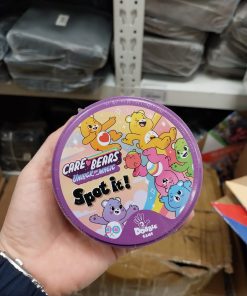 CARE BEARS
UNLOCK THE MAGIC
Spot it!
Dobble